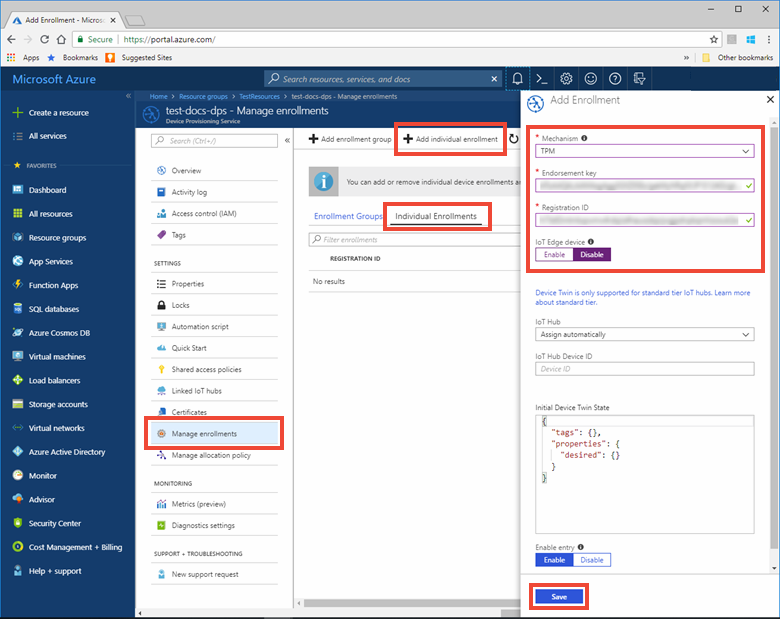 Add Enrollment - Micros
Secure
https://portal.azure.com/
Apps
Bookmarks
Suggested Sites
»
Other bookmarks
Microsoft Azure
Search resources, services, and docs
«
Create a resource
All services
FAVORITES
Dashboard
All resources
Resource groups
App Services
Function Apps
SQL databases
Azure Cosmos DB
Virtual machines
Load balancers
Storage accounts
Virtual networks
Azure Active Directory
Monitor
Advisor
Security Center
Cost Management + Billing
Help + support
Home > Resource groups > TestResources > test-docs-dps - Manage enrollments
test-docs-dps - Manage enrollments
Device Provisioning Service
Search (Ctrl+/)
«
Overview
Activity log
Access control (IAM)
Tags
SETTINGS
Properties
Locks
Automation script
Quick Start
Shared access policies
Linked IoT hubs
Certificates
Manage enrollments
Manage allocation policy
MONITORING
Metrics (preview)
Diagnostics settings
SUPPORT + TROUBLESHOOTING
New support request
Add enrollment group
Add individual enrollment
You can add or remove individual device enrollments a
Enrollment Groups
Individual Enrollments
Filter enrollments
REGISTRATION ID
No results
Add Enrollment
* Mechanism
TPM
* Endorsement key
* Registration ID
IoT Edge device
Enable Disable
Device Twin is only supported for standard tier IoT hubs. Learn more
about standard tier.
IoT Hub
Assign automatically
IoT Hub Device ID
Device ID
Initial Device Twin State
{
"tags": {},
"properties": {
"desired": {}
}
}
Enable entry
Enable Disable
Save